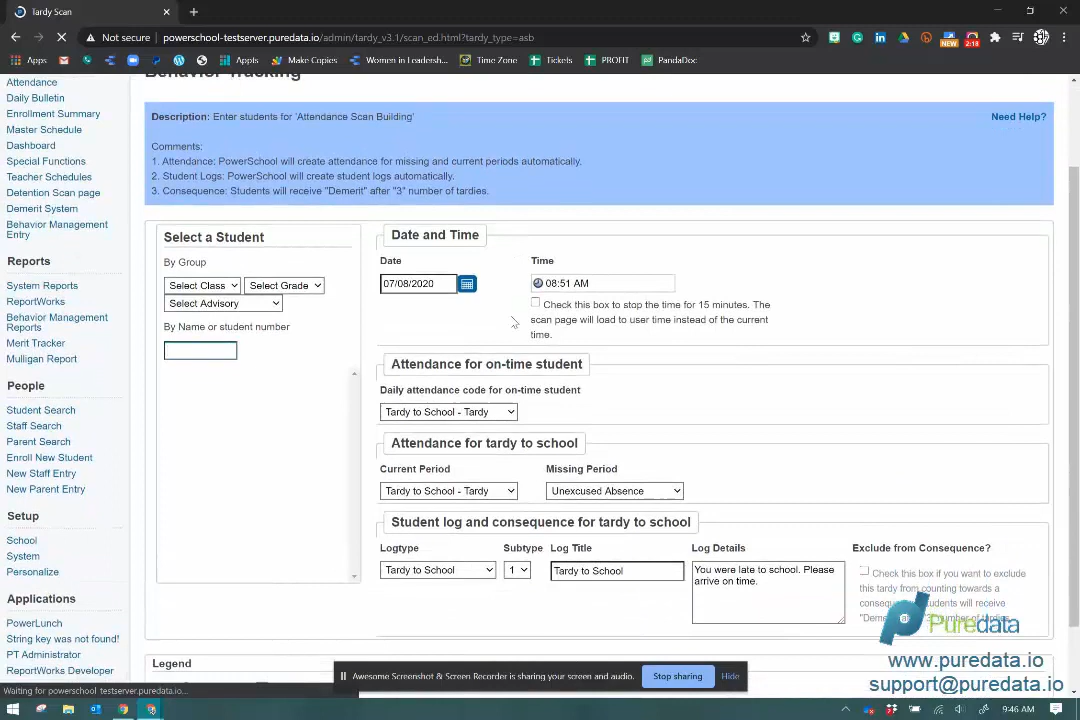 Tardy Scan
Not secure powerschool-testserver.puredata.io/admin/tardy_v3.1/scan_ed.html?tardy_type=asb
NEW
2:18
Apps
Appts
Make Copies
Women in Leadersh...
Time Zone
Tickets
PROFIT
PandaDoc
Attendance
Daily Bulletin
Enrollment Summary
Master Schedule
Dashboard
Special Functions
Teacher Schedules
Detention Scan page
Demerit System
Behavior Management
Entry
Reports
System Reports
ReportWorks
Behavior Management
Reports
Merit Tracker
Mulligan Report
People
Student Search
Staff Search
Parent Search
Enroll New Student
New Staff Entry
New Parent Entry
Setup
School
System
Personalize
Applications
PowerLunch
String key was not found!
PT Administrator
ReportWorks Developer
Waiting for powerschool-testserver.puredata.io...
Behavior Tracking
Description: Enter students for 'Attendance Scan Building'
Need Help?
Comments:
1. Attendance: PowerSchool will create attendance for missing and current periods automatically.
2. Student Logs: PowerSchool will create student logs automatically.
3. Consequence: Students will receive "Demerit" after "3" number of tardies.
Select a Student
By Group
Select Class
Select Grade
Select Advisory
By Name or student number
Date and Time
Date
Time
07/08/2020
08:51 AM
Check this box to stop the time for 15 minutes. The
scan page will load to user time instead of the current
time.
Attendance for on-time student
Daily attendance code for on-time student
Tardy to School - Tardy
Attendance for tardy to school
Current Period
Missing Period
Tardy to School - Tardy
Unexcused Absence
Student log and consequence for tardy to school
Logtype
Subtype
Log Title
Log Details
Exclude from Consequence?
Tardy to School
1
Tardy to School
You were late to school. Please
arrive on time.
Check this box if you want to exclude
this tardy from counting towards a
Puredata
www.puredata.io
support@puredata.io
Legend
Awesome Screenshot & Screen Recorder is sharing your screen and audio.
Stop sharing
Hide
9:46 AM